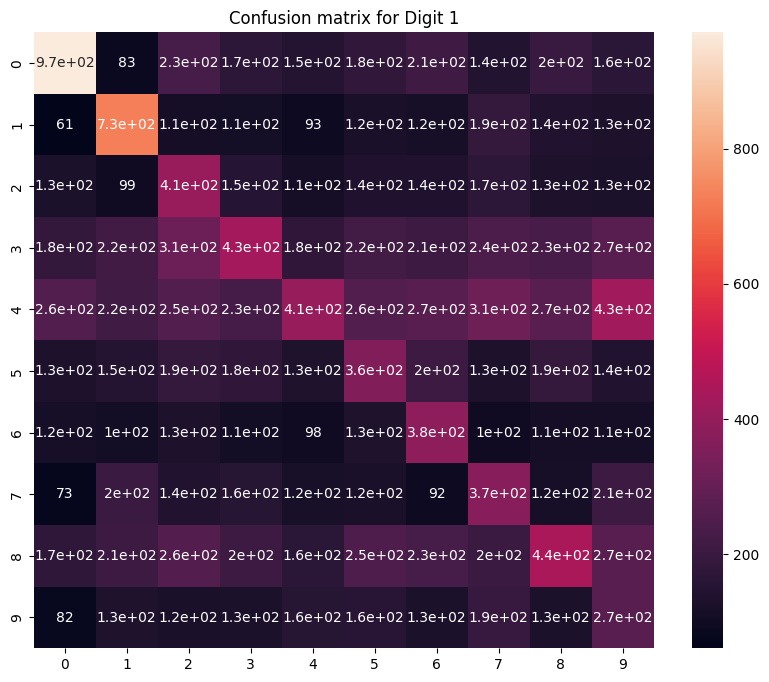 Confusion matrix for Digit 1
0 9.7e+02 83 2.3e+02 1.7e+02 1.5e+02 1.8e+02 2.1e+02 1.4e+02 2e+02 1.6e+02
1 61 7.3e+02 1.1e+02 1.1e+02 93 1.2e+02 1.2e+02 1.9e+02 1.4e+02 1.3e+02 800
2 1.3e+02 99 4.1e+02 1.5e+02 1.1e+02 1.4e+02 1.4e+02 1.7e+02 1.3e+02 1.3e+02
3 1.8e+02 2.2e+02 3.1e+02 4.3e+02 1.8e+02 2.2e+02 2.1e+02 2.4e+02 2.3e+02 2.7e+02 600
4 2.6e+02 2.2e+02 2.5e+02 2.3e+02 4.1e+02 2.6e+02 2.7e+02 3.1e+02 2.7e+02 4.3e+02
5 1.3e+02 1.5e+02 1.9e+02 1.8e+02 1.3e+02 3.6e+02 2e+02 1.3e+02 1.9e+02 1.4e+02 400
6 1.2e+02 1e+02 1.3e+02 1.1e+02 98 1.3e+02 3.8e+02 1e+02 1.1e+02 1.1e+02
7 73 2e+02 1.4e+02 1.6e+02 1.2e+02 1.2e+02 92 3.7e+02 1.2e+02 2.1e+02 200
8 1.7e+02 2.1e+02 2.6e+02 2e+02 1.6e+02 2.5e+02 2.3e+02 2e+02 4.4e+02 2.7e+02
9 82 1.3e+02 1.2e+02 1.3e+02 1.6e+02 1.6e+02 1.3e+02 1.9e+02 1.3e+02 2.7e+02
0 1 2 3 4 5 6 7 8 9